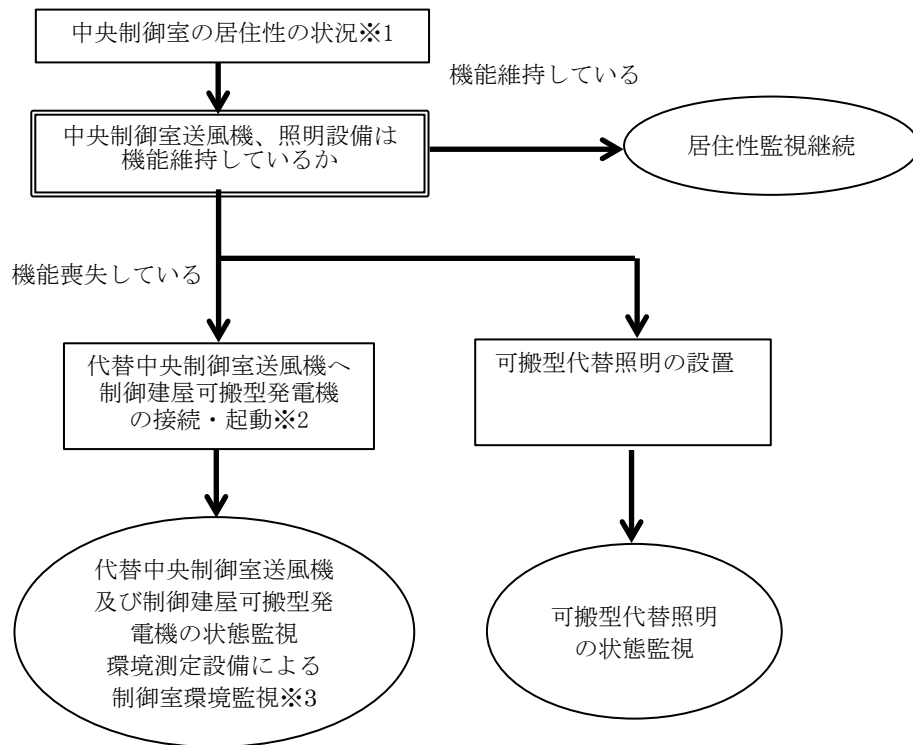 中央制御室の居住性の状況※1
機能維持している
中央制御室送風機、照明設備は
機能維持しているか
居住性監視継続
機能喪失している
代替中央制御室送風機へ
制御建屋可搬型発電機
の接続・起動※2
可搬型代替照明の設置
代替中央制御室送風機
及び制御建屋可搬型発
電機の状態監視
環境測定設備による
制御室環境監視※3
可搬型代替照明
の状態監視